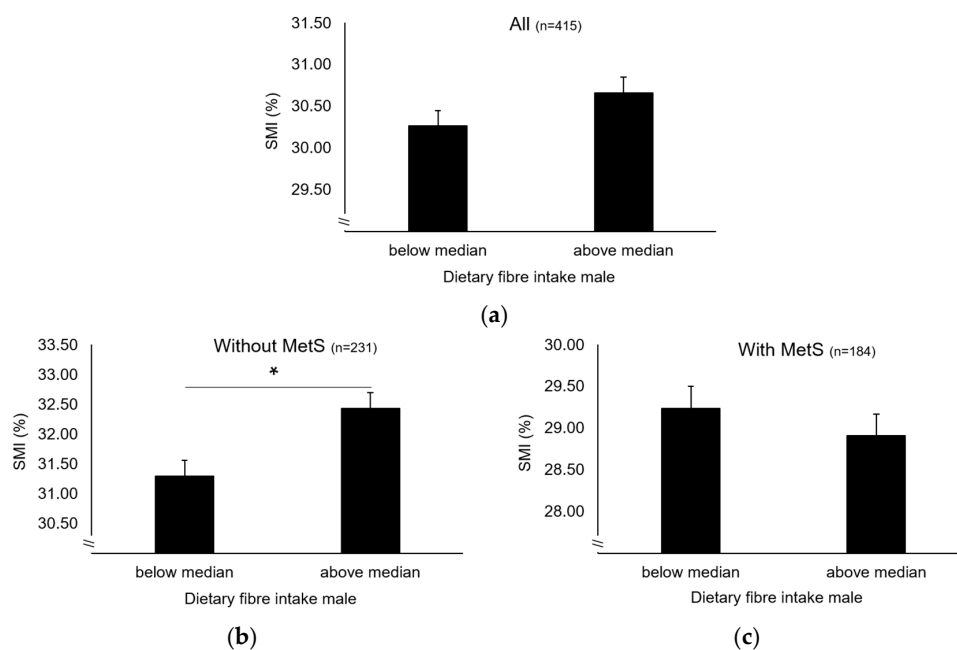 All (n=415)
31.50
31.00
30.50
30.00
29.50
//
SMI (%)
below median
above median
Dietary fibre intake male
(a)
Without MetS (n=231)
33.50
33.00
32.50
32.00
31.50
31.00
30.50
//
SMI (%)
*
below median
above median
Dietary fibre intake male
(b)
With MetS (n=184)
30.00
29.50
29.00
28.50
28.00
//
SMI (%)
below median
above median
Dietary fibre intake male
(c)